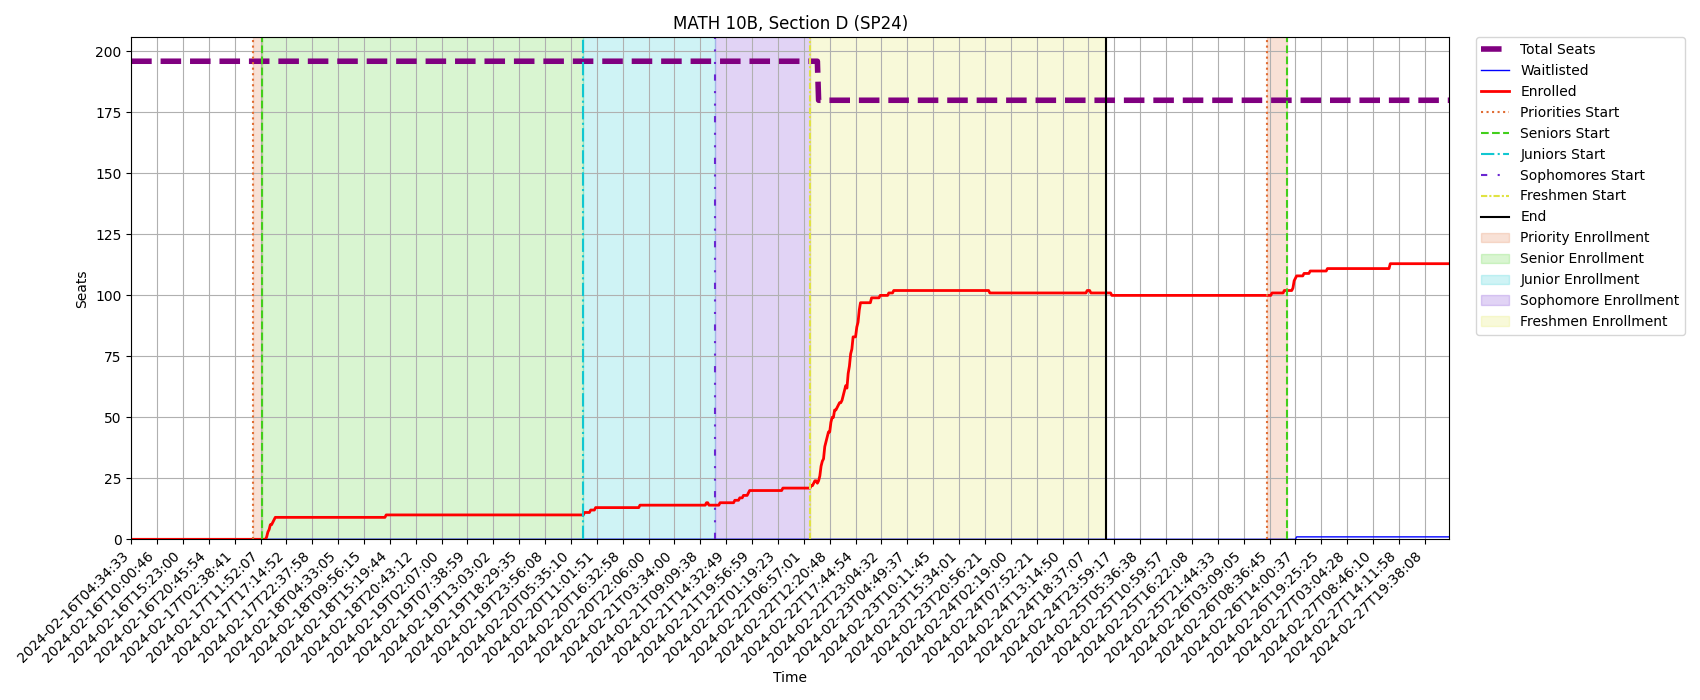 MATH 10B, Section D (SP24)
Seats
200
175
150
125
100
75
50
25
0
2024-02-16T04:34:33
2024-02-16T10:00:46
2024-02-16T15:23:00
2024-02-16T20:45:54
2024-02-17T02:38:41
2024-02-17T11:52:07
2024-02-17T17:14:52
2024-02-17T22:37:58
2024-02-18T04:33:05
2024-02-18T09:56:15
2024-02-18T15:19:44
2024-02-18T20:43:12
2024-02-19T02:07:00
2024-02-19T07:38:59
2024-02-19T13:03:02
2024-02-19T18:29:35
2024-02-19T23:56:08
2024-02-20T05:35:10
2024-02-20T11:01:51
2024-02-20T16:32:58
2024-02-20T22:06:00
2024-02-21T03:34:00
2024-02-21T09:09:38
2024-02-21T14:32:49
2024-02-21T19:56:59
2024-02-22T01:19:23
2024-02-22T06:57:01
2024-02-22T12:20:48
2024-02-22T17:44:54
2024-02-22T23:04:32
2024-02-23T04:49:37
2024-02-23T10:11:45
2024-02-23T15:34:01
2024-02-23T20:56:21
2024-02-24T02:19:00
2024-02-24T07:52:21
2024-02-24T13:14:50
2024-02-24T18:37:07
2024-02-24T23:59:17
2024-02-25T05:36:38
2024-02-25T10:59:57
2024-02-25T16:22:08
2024-02-25T21:44:33
2024-02-26T03:09:05
2024-02-26T08:36:45
2024-02-26T14:00:37
2024-02-26T19:25:25
2024-02-27T03:04:28
2024-02-27T08:46:10
2024-02-27T14:11:58
2024-02-27T19:38:08
Time
Total Seats
Waitlisted
Enrolled
Priorities Start
Seniors Start
Juniors Start
Sophomores Start
Freshmen Start
End
Priority Enrollment
Senior Enrollment
Junior Enrollment
Sophomore Enrollment
Freshmen Enrollment